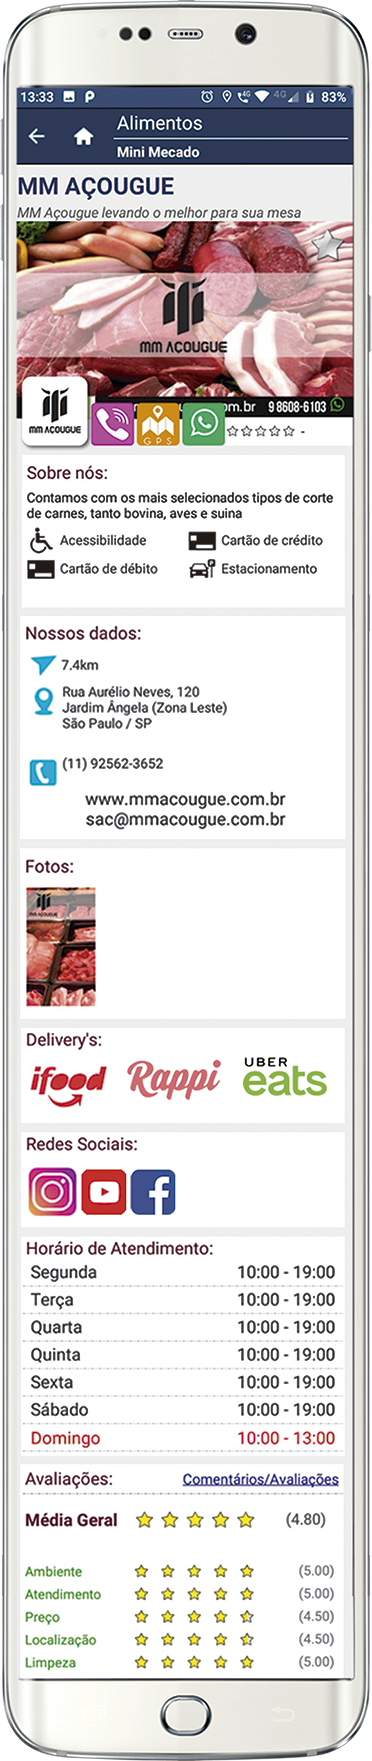 13:33 83%
4G 4G
Alimentos
Mini Mecado
MM AÇOUGUE
MM Açougue levando o melhor para sua mesa
MM AÇOUGUE
MM AÇOUGUE
GPS
om.br 9 8608-6103
-
Sobre nós:
Contamos com os mais selecionados tipos de corte
de carnes, tanto bovina, aves e suina
Acessibilidade Cartão de crédito
Cartão de débito Estacionamento
Nossos dados:
7.4km
Rua Aurélio Neves, 120
Jardim Ângela (Zona Leste)
São Paulo / SP
(11) 92562-3652
www.mmacougue.com.br
sac@mmacougue.com.br
Fotos:
MM AÇOUGUE
Delivery's:
ifood Rappi UBER eats
Redes Sociais:
Horário de Atendimento:
Segunda 10:00 - 19:00
Terça 10:00 - 19:00
Quarta 10:00 - 19:00
Quinta 10:00 - 19:00
Sexta 10:00 - 19:00
Sábado 10:00 - 19:00
Domingo 10:00 - 13:00
Avaliações: Comentários/Avaliações
Média Geral (4.80)
Ambiente (5.00)
Atendimento (5.00)
Preço (4.50)
Localização (4.50)
Limpeza (5.00)